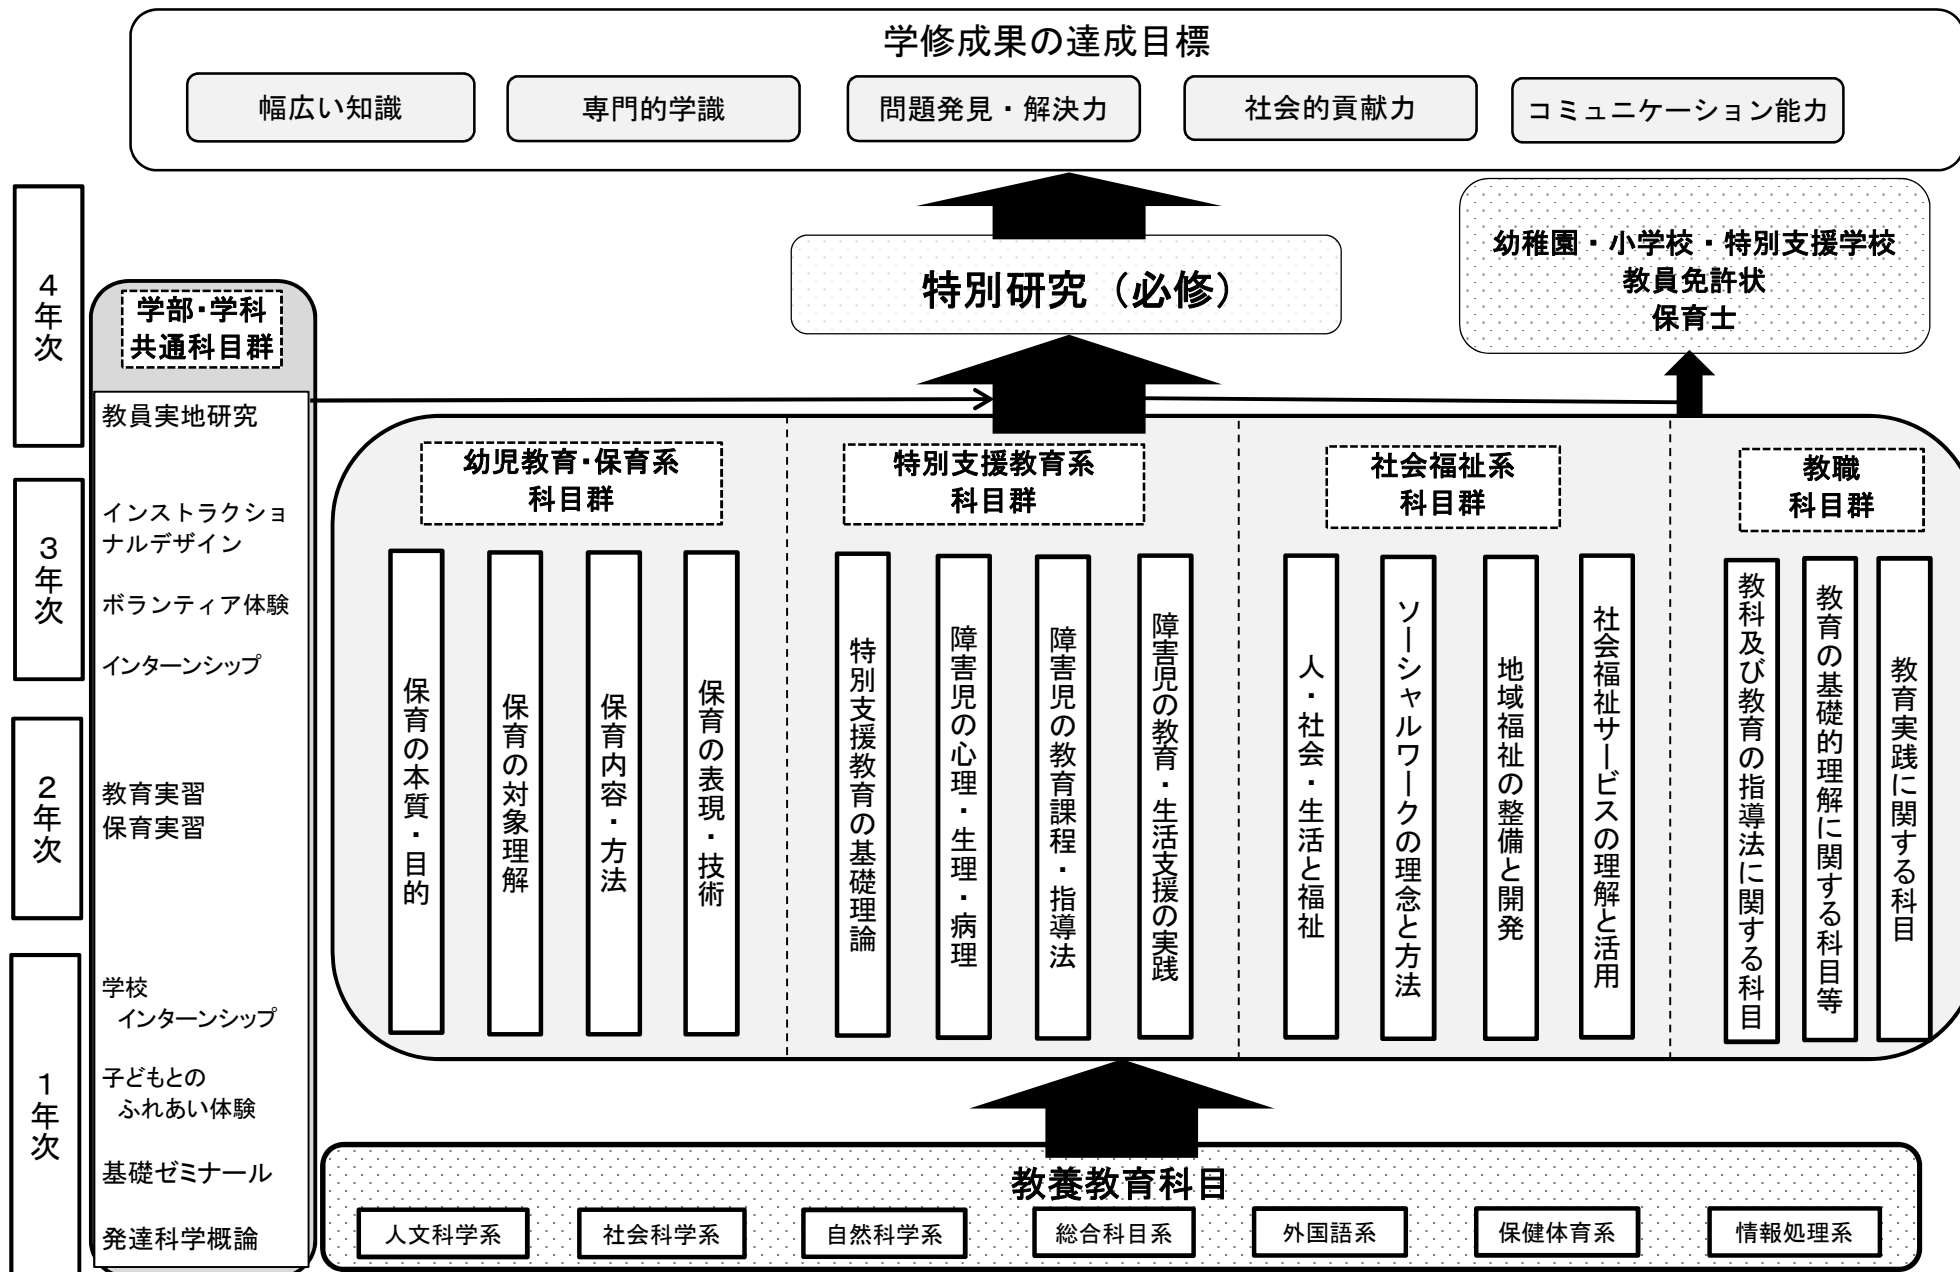 学修成果の達成目標
幅広い知識
専門的学識
問題発見・解決力
社会的貢献力
コミュニケーション能力
幼稚園・小学校・特別支援学校
教員免許状
保育士
特別研究（必修）
4年次
3年次
2年次
1年次
学部・学科
共通科目群
教員実地研究
インストラクショ
ナルデザイン
ボランティア体験
インターンシップ
教育実習
保育実習
学校
インターンシップ
子どもとの
ふれあい体験
基礎ゼミナール
発達科学概論
幼児教育・保育系
科目群
保育の本質・目的
保育の対象理解
保育内容・方法
保育の表現・技術
特別支援教育系
科目群
特別支援教育の基礎理論
障害児の心理・生理・病理
障害児の教育課程・指導法
障害児の教育・生活支援の実践
社会福祉系
科目群
人・社会・生活と福祉
ソーシャルワークの理念と方法
地域福祉の整備と開発
社会福祉サービスの理解と活用
教職
科目群
教科及び教育の指導法に関する科目
教育の基礎的理解に関する科目等
教育実践に関する科目
教養教育科目
人文科学系
社会科学系
自然科学系
総合科目系
外国語系
保健体育系
情報処理系